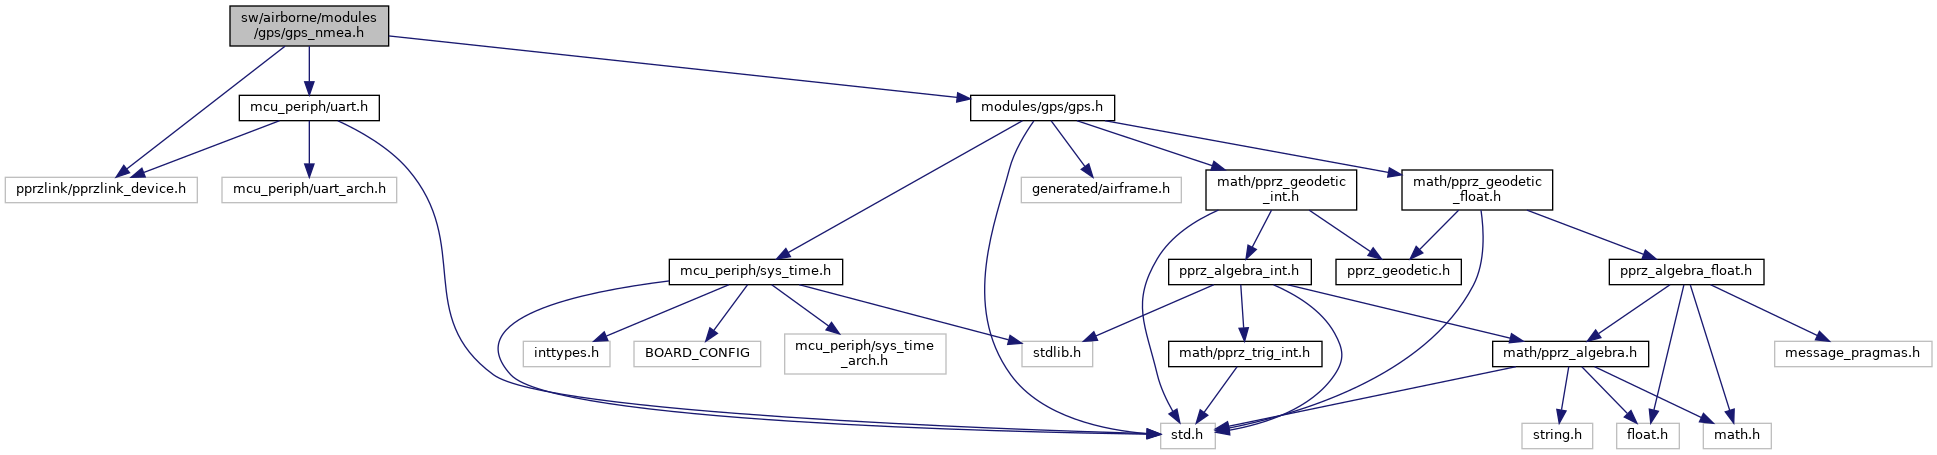 sw/airborne/modules
/gps/gps_nmea.h
mcu_periph/uart.h
modules/gps/gps.h
pprzlink/pprzlink_device.h
mcu_periph/uart_arch.h
generated/airframe.h
math/pprz_geodetic
_int.h
math/pprz_geodetic
_float.h
mcu_periph/sys_time.h
pprz_algebra_int.h
pprz_geodetic.h
pprz_algebra_float.h
inttypes.h
BOARD_CONFIG
mcu_periph/sys_time
_arch.h
stdlib.h
math/pprz_trig_int.h
math/pprz_algebra.h
message_pragmas.h
std.h
string.h
float.h
math.h